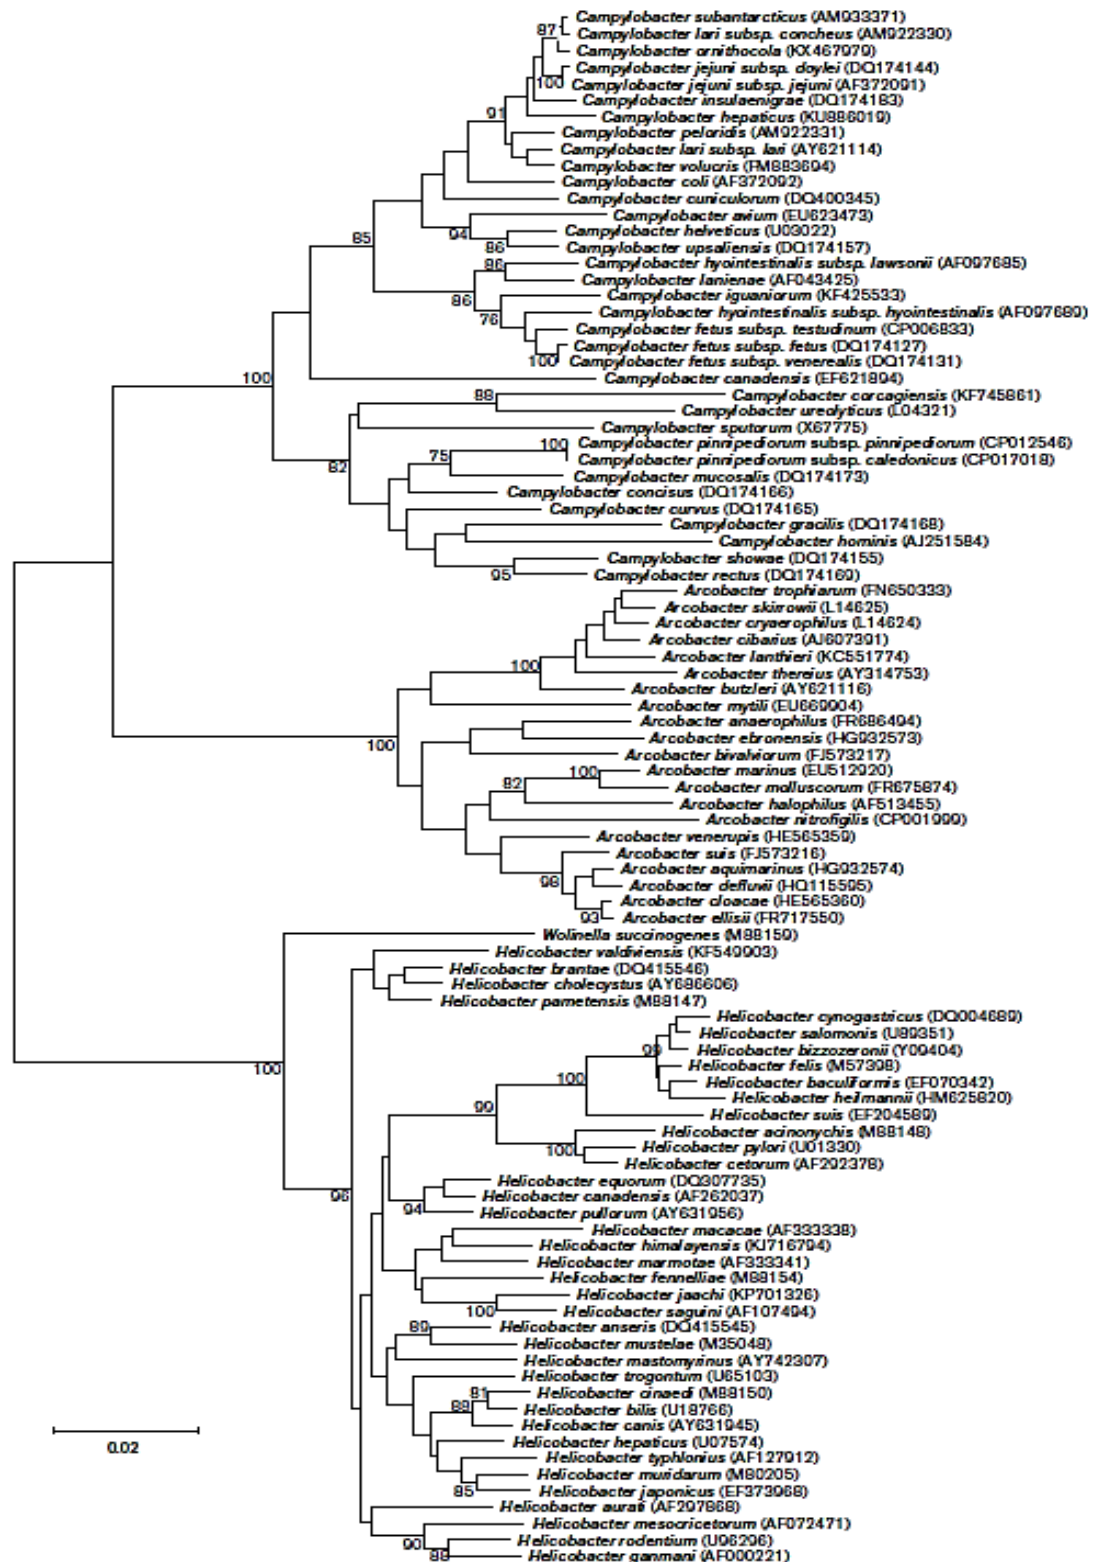 Campylobacter subantarcticus (AM933371)
87
Campylobacter lari subsp. concheus (AM922330)
Campylobacter ornithocola (KX467979)
Campylobacter jejuni subsp. doylei (DQ174144)
100
Campylobacter jejuni subsp. jejuni (AF372091)
Campylobacter insulaenigrae (DQ174183)
91
Campylobacter hepaticus (KU886019)
Campylobacter peloridis (AM922331)
Campylobacter lari subsp. lari (AY621114)
Campylobacter volucris (FM883694)
Campylobacter coli (AF372092)
Campylobacter cuniculorum (DQ400345)
Campylobacter avium (EU623473)
85
94
Campylobacter helveticus (U03022)
86
Campylobacter upsaliensis (DQ174157)
86
Campylobacter hyointestinalis subsp. lawsonii (AF097685)
Campylobacter lanienae (AF043425)
86
Campylobacter iguaniorum (KF425533)
76
Campylobacter hyointestinalis subsp. hyointestinalis (AF097689)
Campylobacter fetus subsp. testudinum (CP006833)
Campylobacter fetus subsp. fetus (DQ174127)
100
Campylobacter fetus subsp. venerealis (DQ174131)
100
Campylobacter canadensis (EF621894)
88
Campylobacter corcagiensis (KF745861)
Campylobacter ureolyticus (L04321)
Campylobacter sputorum (X67775)
100
Campylobacter pinnipediorum subsp. pinnipediorum (CP012546)
82
75
Campylobacter pinnipediorum subsp. caledonicus (CP017018)
Campylobacter mucosalis (DQ174173)
Campylobacter concisus (DQ174166)
Campylobacter curvus (DQ174165)
Campylobacter gracilis (DQ174168)
Campylobacter hominis (AJ251584)
Campylobacter showae (DQ174155)
95
Campylobacter rectus (DQ174169)
Arcobacter trophiarum (FN650333)
Arcobacter skirrowii (L14625)
Arcobacter cryaerophilus (L14624)
Arcobacter cibarius (AJ607391)
Arcobacter lanthieri (KC551774)
100
Arcobacter thereius (AY314753)
Arcobacter butzleri (AY621116)
Arcobacter mytili (EU669904)
Arcobacter anaerophilus (FR686494)
100
Arcobacter ebronensis (HG932573)
Arcobacter bivalviorum (FJ573217)
100
Arcobacter marinus (EU512920)
82
Arcobacter molluscorum (FR675874)
Arcobacter halophilus (AF513455)
Arcobacter nitrofigilis (CP001999)
Arcobacter venerupis (HE565359)
Arcobacter suis (FJ573216)
Arcobacter aquimarinus (HG932574)
98
Arcobacter defluvii (HQ115595)
Arcobacter cloacae (HE565360)
93
Arcobacter ellisii (FR717550)
Wolinella succinogenes (M88159)
Helicobacter valdiviensis (KF549903)
Helicobacter brantae (DQ415546)
Helicobacter cholecystus (AY686606)
Helicobacter pametensis (M88147)
Helicobacter cynogastricus (DQ004689)
Helicobacter salomonis (U89351)
99
Helicobacter bizzozeronii (Y09404)
100
Helicobacter felis (M57398)
100
Helicobacter baculiformis (EF070342)
Helicobacter heilmannii (HM625820)
99
Helicobacter suis (EF204589)
Helicobacter acinonychis (M88148)
100
Helicobacter pylori (U01330)
Helicobacter cetorum (AF292378)
96
Helicobacter equorum (DQ307735)
Helicobacter canadensis (AF262037)
94
Helicobacter pullorum (AY631956)
Helicobacter macacae (AF333338)
Helicobacter himalayensis (KJ716794)
Helicobacter marmotae (AF333341)
Helicobacter fennelliae (M88154)
Helicobacter jaachi (KP701326)
100
Helicobacter saguini (AF107494)
89
Helicobacter anseris (DQ415545)
Helicobacter mustelae (M35048)
Helicobacter mastomyrinus (AY742307)
Helicobacter trogontum (U65103)
81
Helicobacter cinaedi (M88150)
88
Helicobacter bilis (U18766)
Helicobacter canis (AY631945)
0.02
Helicobacter hepaticus (U07574)
Helicobacter typhlonius (AF127912)
Helicobacter muridarum (M80205)
85
Helicobacter japonicus (EF373968)
Helicobacter aurati (AF297868)
Helicobacter mesocricetorum (AF072471)
90
Helicobacter rodentium (U96296)
88
Helicobacter ganmani (AF000221)